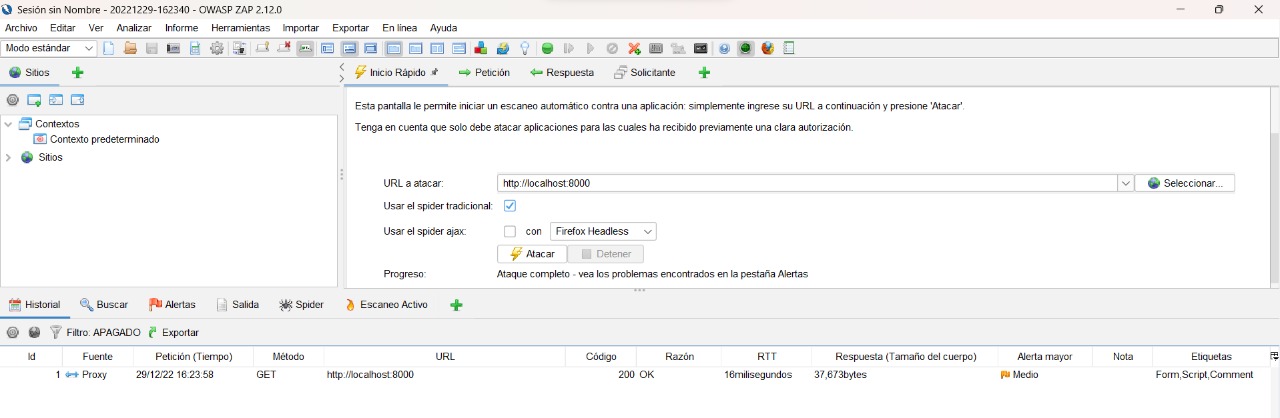 Sesión sin Nombre - 20221229-162340 - OWASP ZAP 2.12.0
Archivo Editar Ver Analizar Informe Herramientas Importar Exportar En línea Ayuda
Modo estándar
Sitios
Inicio Rápido Petición Respuesta Solicitante
Esta pantalla le permite iniciar un escaneo automático contra una aplicación: simplemente ingrese su URL a continuación y presione 'Atacar'.
Tenga en cuenta que solo debe atacar aplicaciones para las cuales ha recibido previamente una clara autorización.
Contextos
Contexto predeterminado
Sitios
URL a atacar: http://localhost:8000 Seleccionar...
Usar el spider tradicional:
Usar el spider ajax: con Firefox Headless
Atacar Detener
Progreso: Ataque completo - vea los problemas encontrados en la pestaña Alertas
Historial Buscar Alertas Salida Spider Escaneo Activo
Filtro: APAGADO Exportar
Id Fuente Petición (Tiempo) Método URL Código Razón RTT Respuesta (Tamaño del cuerpo) Alerta mayor Nota Etiquetas
1 Proxy 29/12/22 16:23:58 GET http://localhost:8000 200 OK 16milisegundos 37,673bytes Medio Form,Script,Comment